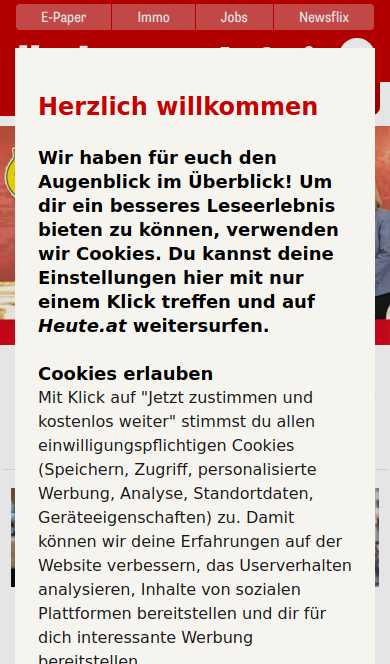 E-Paper
Immo
Jobs
Newsflix
Herzlich willkommen
Wir haben für euch den
Augenblick im Überblick! Um
dir ein besseres Leseerlebnis
bieten zu können, verwenden
wir Cookies. Du kannst deine
Einstellungen hier mit nur
einem Klick treffen und auf
Heute.at weitersurfen.
Cookies erlauben
Mit Klick auf "Jetzt zustimmen und
kostenlos weiter" stimmst du allen
einwilligungspflichtigen Cookies
(Speichern, Zugriff, personalisierte
Werbung, Analyse, Standortdaten,
Geräteeigenschaften) zu. Damit
können wir deine Erfahrungen auf der
Website verbessern, das Userverhalten
analysieren, Inhalte von sozialen
Plattformen bereitstellen und dir für
dich interessante Werbung
bereitstellen